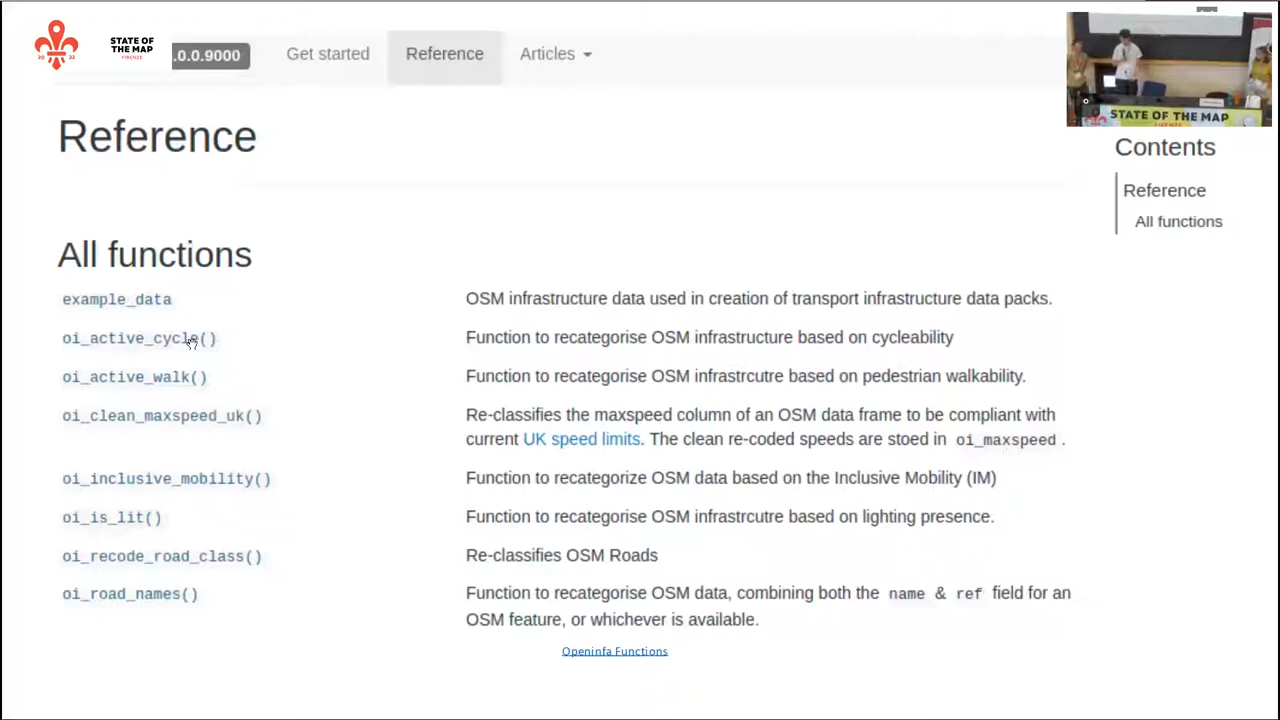 STATE OF
THE MAP
FIRENZE
2022
.0.0.9000
Get started
Reference
Articles
STATE OF THE MAP
FIRENZE
Reference
Contents
Reference
All functions
All functions
example_data
OSM infrastructure data used in creation of transport infrastructure data packs.
oi_active_cycle()
Function to recategorise OSM infrastructure based on cycleability
oi_active_walk()
Function to recategorise OSM infrastrcutre based on pedestrian walkability.
oi_clean_maxspeed_uk()
Re-classifies the maxspeed column of an OSM data frame to be compliant with
current UK speed limits. The clean re-coded speeds are stoed in oi_maxspeed .
oi_inclusive_mobility()
Function to recategorize OSM data based on the Inclusive Mobility (IM)
oi_is_lit()
Function to recategorise OSM infrastrcutre based on lighting presence.
oi_recode_road_class()
Re-classifies OSM Roads
oi_road_names()
Function to recategorise OSM data, combining both the name & ref field for an
OSM feature, or whichever is available.
Openinfa Functions